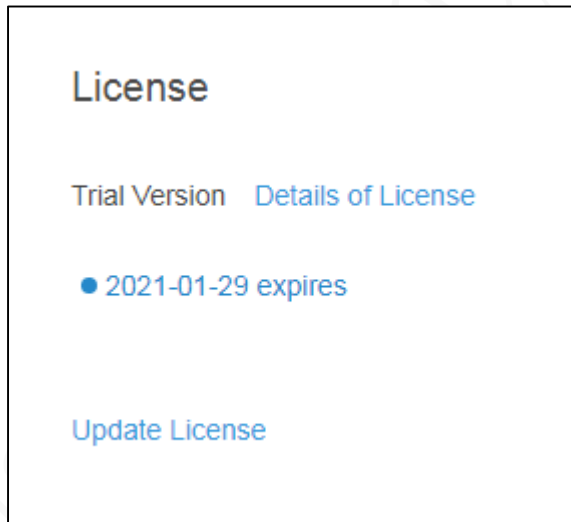 License
Trial Version Details of License
2021-01-29 expires
Update License